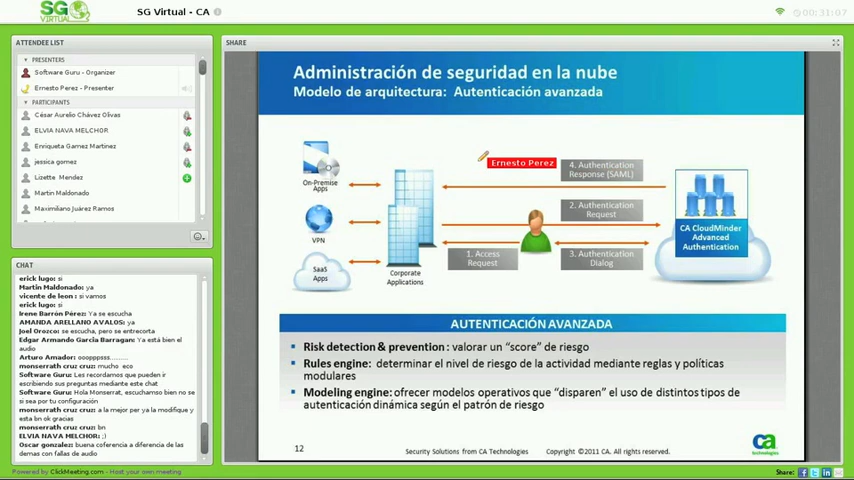 SG VIRTUAL
SG Virtual - CA
00:31:07
ATTENDEE LIST
PRESENTERS
Software Guru - Organizer
Ernesto Perez - Presenter
PARTICIPANTS
César Aurelio Chávez Olivas
ELVIA NAVA MELCHOR
Enriqueta Gamez Martinez
jessica gomez
Lizette Mendez
Martin Maldonado
Maximiliano Juárez Ramos
CHAT
erick lugo: si
Martin Maldonado: ya
vicente de leon: si vamos
erick lugo: si
Irene Barrón Pérez: Ya se escucha
AMANDA ARELLANO AVALOS: ya
Joel Orozco: se escucha, pero se entrecorta
Edgar Armando Garcia Barragan: Ya está bien el
audio
Arturo Amador: ooopppsss.........
monserrath cruz cruz: mucho eco
Software Guru: Les recordamos que pueden ir
escribiendo sus preguntas mediante este chat
Software Guru: Hola Monserrat, escuchamso bien no se
si sea por tu configuración
monserrath cruz cruz: a la mejor per ya la modifique y
esta bn ok gracias
monserrath cruz cruz: bn
ELVIA NAVA MELCHOR: ;)
Oscar gonzalez: buena coferencia a diferencia de las
demas con fallas de audio
SHARE
Administración de seguridad en la nube
Modelo de arquitectura: Autenticación avanzada
On-Premise
Apps
VPN
SaaS
Apps
Corporate
Applications
Ernesto Perez
4. Authentication
Response (SAML)
2. Authentication
Request
1. Access
Request
3. Authentication
Dialog
CA CloudMinder
Advanced
Authentication
AUTENTICACIÓN AVANZADA
Risk detection & prevention : valorar un “score” de riesgo
Rules engine: determinar el nivel de riesgo de la actividad mediante reglas y políticas
modulares
Modeling engine: ofrecer modelos operativos que “disparen” el uso de distintos tipos de
autenticación dinámica según el patrón de riesgo
12
Security Solutions from CA Technologies
Copyright ©2011 CA. All rights reserved.
ca
technologies
Powered by ClickMeeting.com - Host your own meeting
Share: